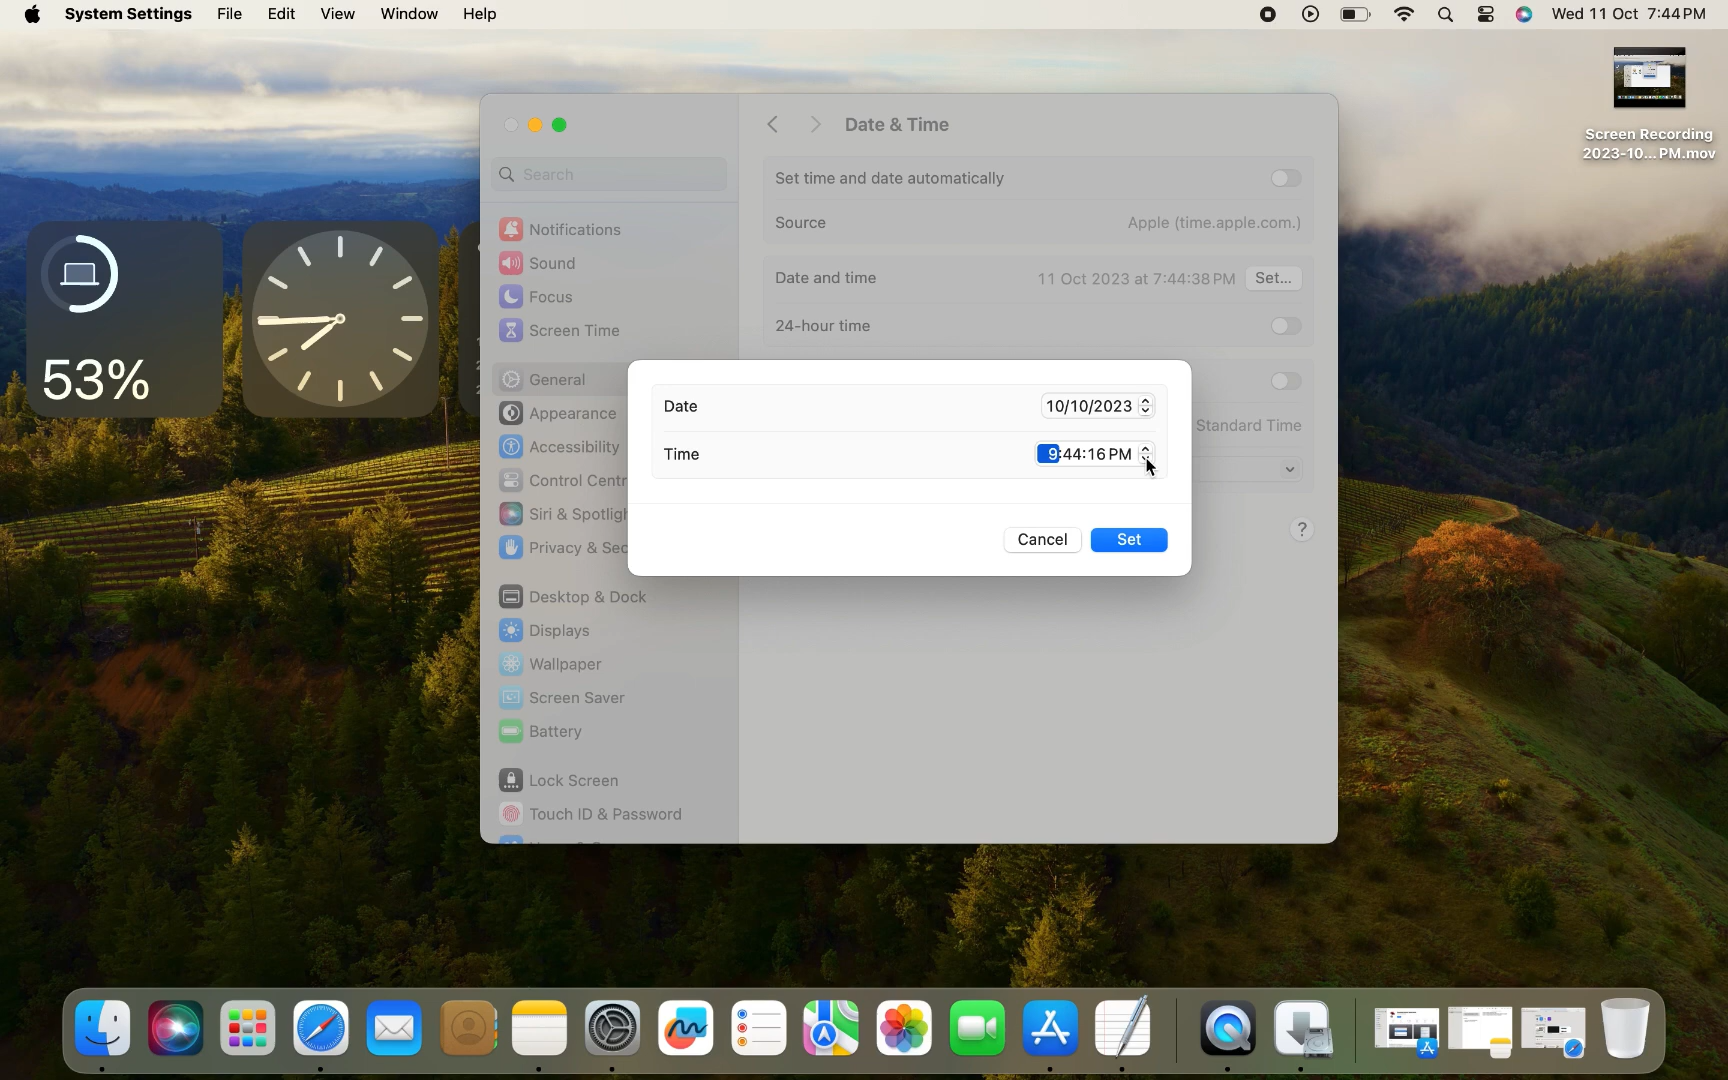 System Settings File Edit View Window Help Wed 11 Oct 7:44 PM
Screen Recording
2023-10...PM.mov
53%
Search
Notifications
Sound
Focus
Screen Time
General
Appearance
Accessibility
Control Centr
Siri & Spotligh
Privacy & Sec
Desktop & Dock
Displays
Wallpaper
Screen Saver
Battery
Lock Screen
Touch ID & Password
Date & Time
Set time and date automatically
Source Apple (time.apple.com.)
Date and time 11 Oct 2023 at 7:44:38 PM Set...
24-hour time
Standard Time
?
Date 10/10/2023
Time 9:44:16 PM
Cancel Set